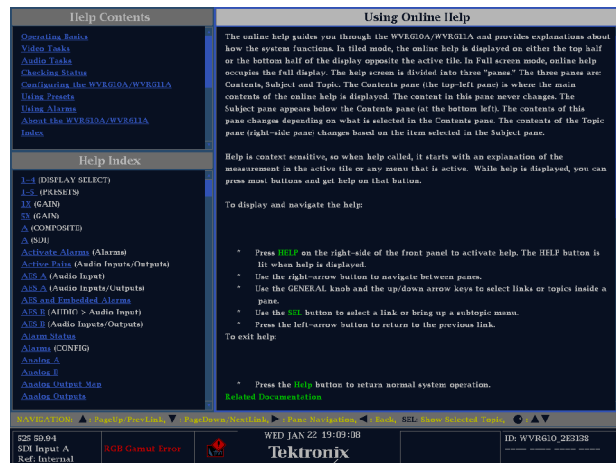 Help Contents
Operating Basics
Video Tasks
Audio Tasks
Checking Status
Configuring the WVR610A/WVR611A
Using Presets
Using Alarms
About the WVR610A/WVR611A
Index
Help Index
1-4 (DISPLAY SELECT)
1-5 (PRESETS)
1X (GAIN)
5X (GAIN)
A (COMPOSITE)
A (SDI)
Activate Alarms (Alarms)
Active Pairs (Audio Inputs/Outputs)
AES A (Audio Input)
AES A (Audio Inputs/Outputs)
AES and Embedded Alarms
AES B (AUDIO > Audio Input)
AES B (Audio Inputs/Outputs)
Alarm Status
Alarms (CONFIG)
Analog A
Analog B
Analog Output Map
Analog Outputs
Using Online Help
The online help guides you through the WVR610A/WVR611A and provides explanations about
how the system functions. In tiled mode, the online help is displayed on either the top half
or the bottom half of the display opposite the active tile. In Full screen mode, online help
occupies the full display. The help screen is divided into three "panes." The three panes are:
Contents, Subject and Topic. The Contents pane (the top-left pane) is where the main
contents of the online help is displayed. The content in this pane never changes. The
Subject pane appears below the Contents pane (at the bottom left). The contents of this
pane changes depending on what is selected in the Contents pane. The contents of the Topic
pane (right-side pane) changes based on the item selected in the Subject pane.
Help is context sensitive, so when help called, it starts with an explanation of the
measurement in the active tile or any menu that is active. While help is displayed, you can
press most buttons and get help on that button.
To display and navigate the help:
* Press HELP on the right-side of the front panel to activate help. The HELP button is
lit when help is displayed.
* Use the right-arrow button to navigate between panes.
* Use the GENERAL knob and the up/down arrow keys to select links or topics inside a
pane.
* Use the SEL button to select a link or bring up a subtopic menu.
* Press the left-arrow button to return to the previous link.
To exit help:
* Press the Help button to return normal system operation.
Related Documentation
NAVIGATION: ▲: PageUp/PrevLink, ▼: PageDown/NextLink, ►: Pane Navigation, ◄: Back, SEL: Show Selected Topic, : ▲▼
525 59.94
SDI Input A
Ref: Internal
RGB Gamut Error
WED JAN 22 19:09:08
Tektronix
ID: WVR610_2E3138
---- ---- ---- ----